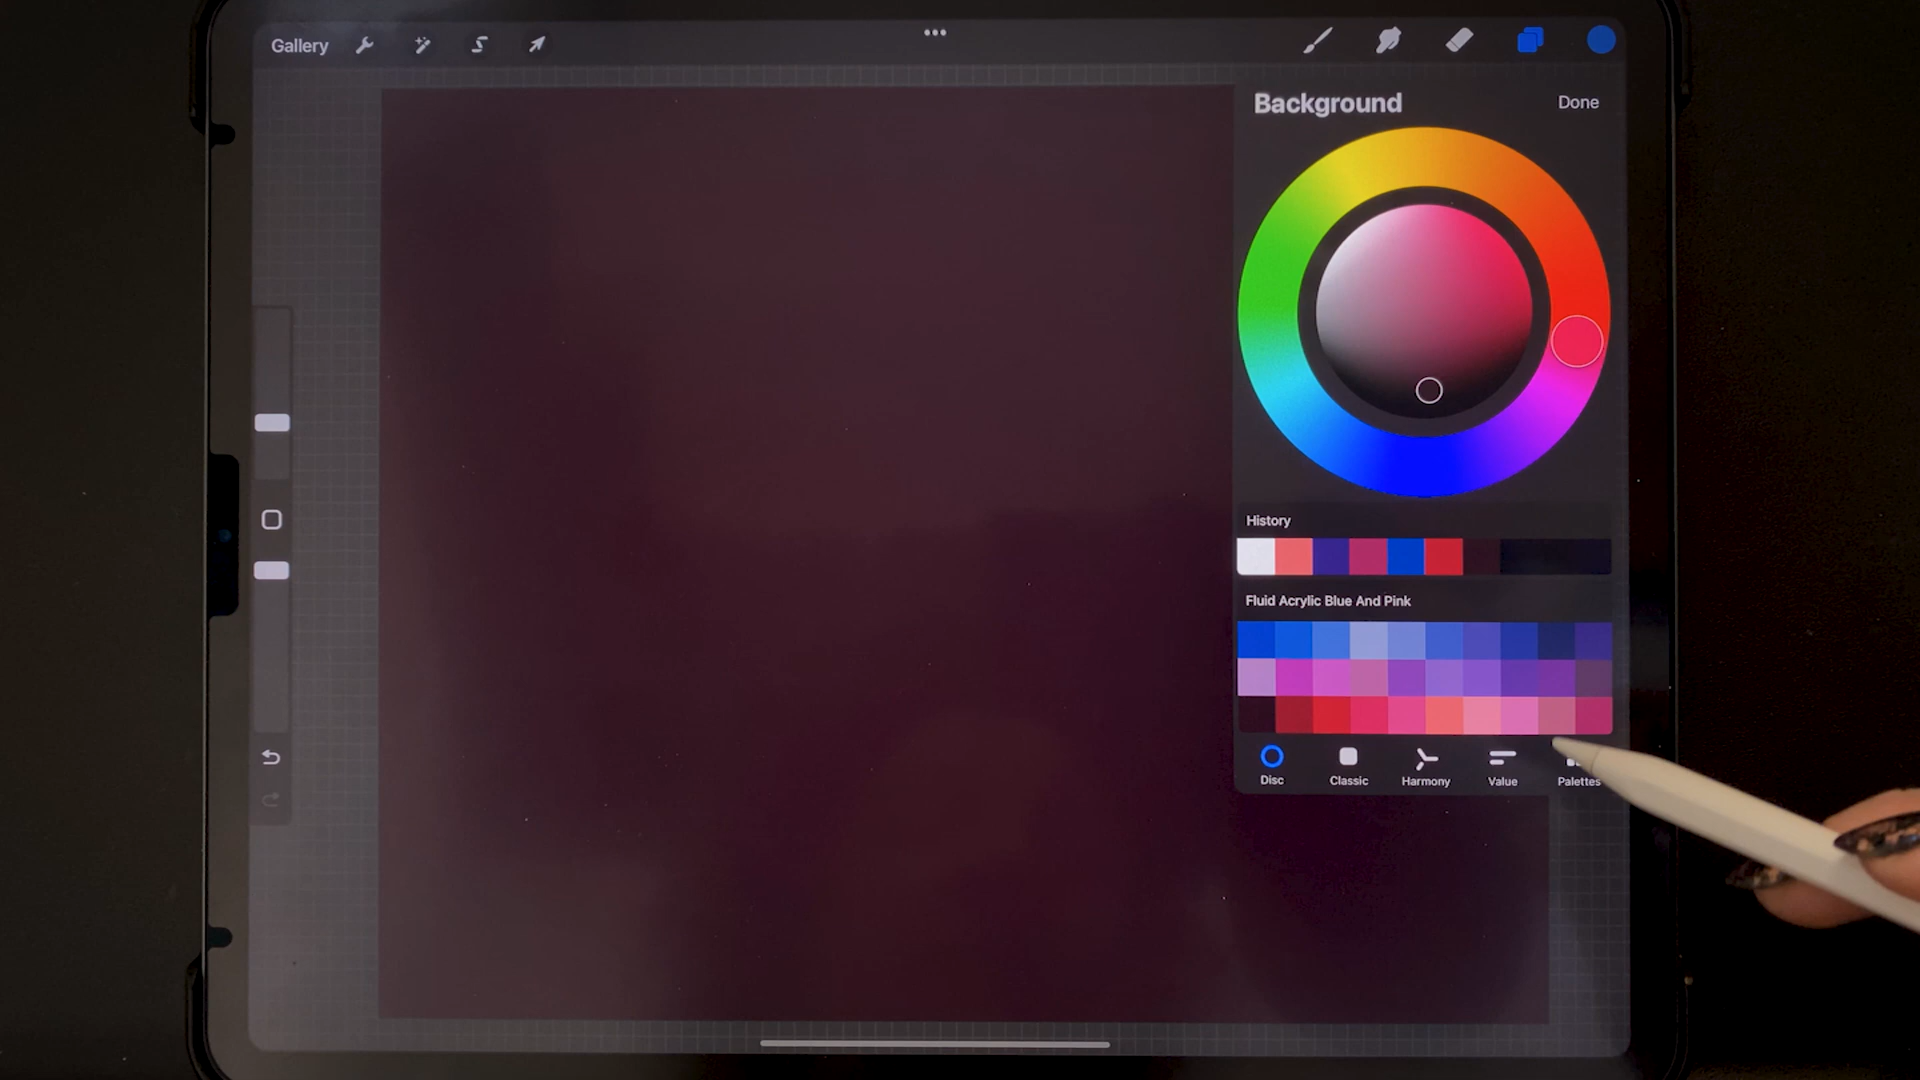 Gallery
Background
Done
History
Fluid Acrylic Blue And Pink
Disc
Classic
Harmony
Value
Palettes